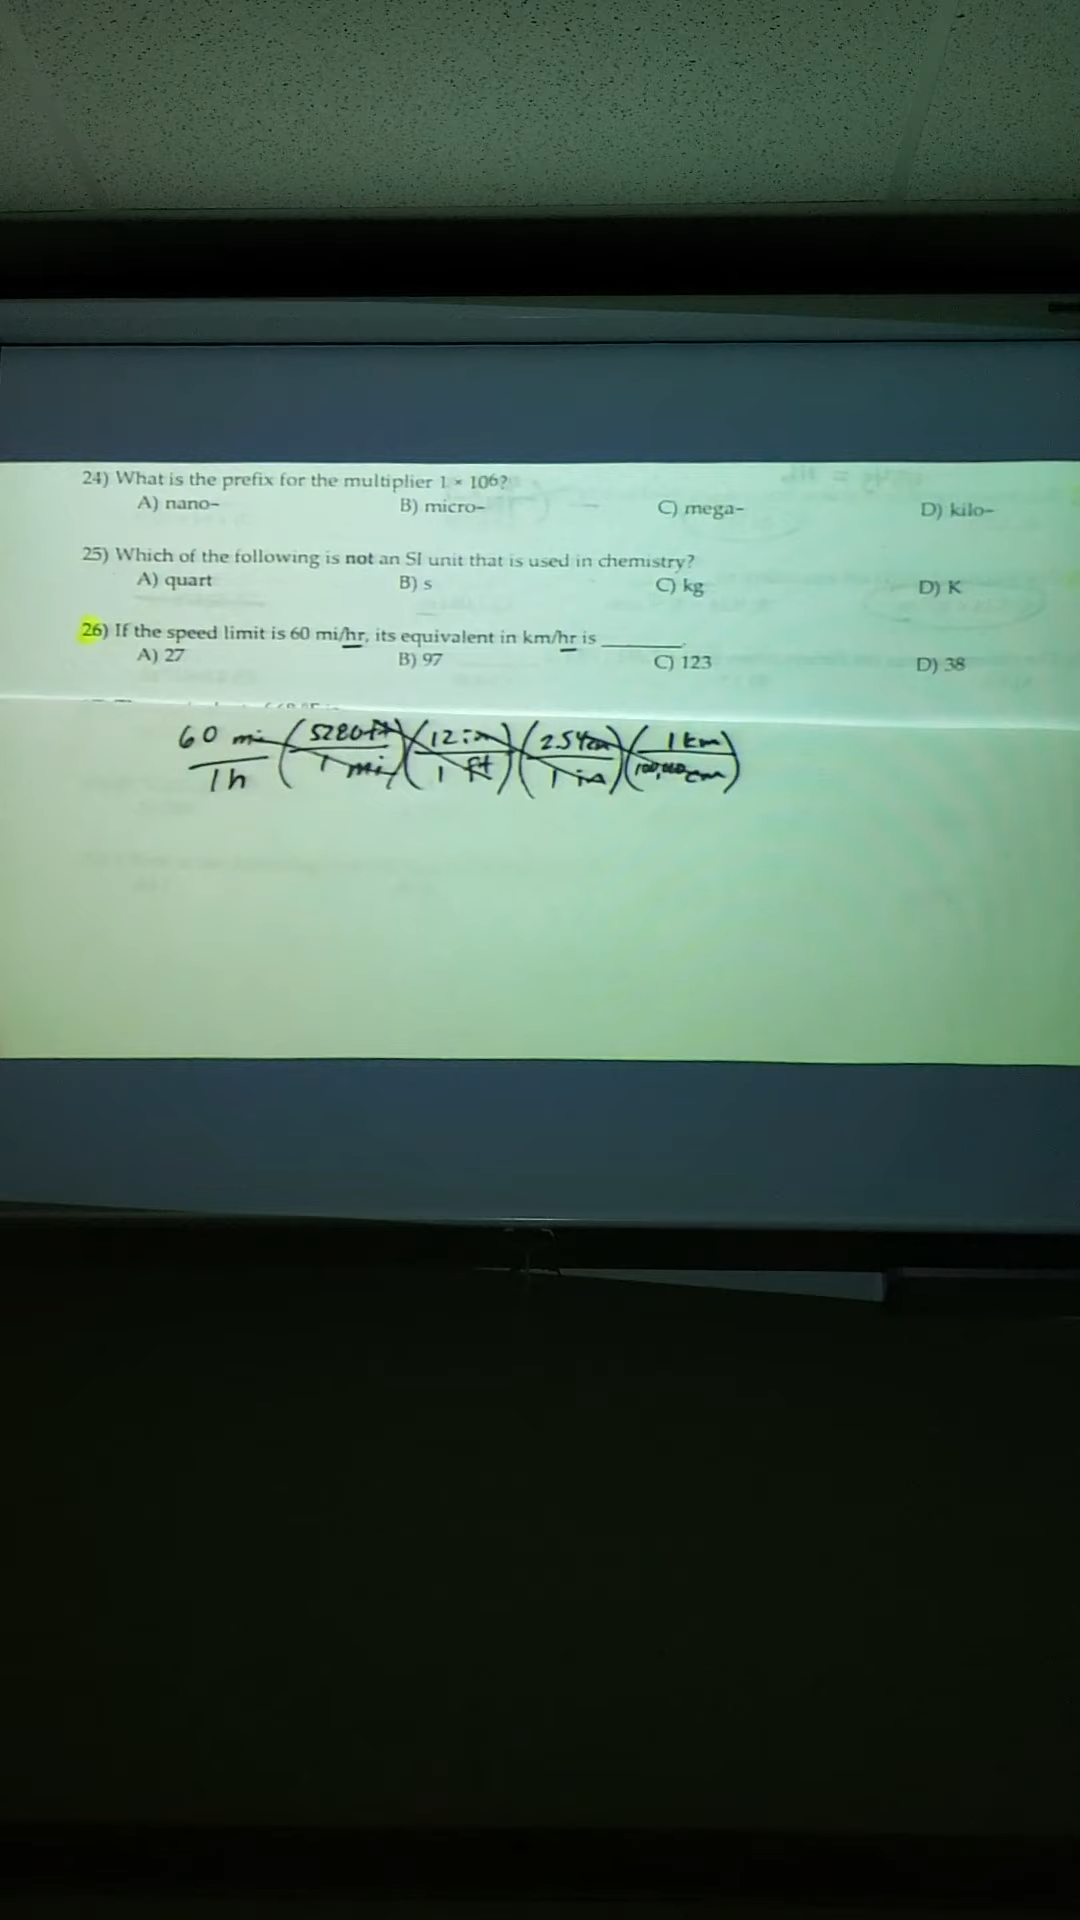 24) What is the prefix for the multiplier 1 × 106?
A) nano- B) micro- C) mega- D) kilo-
25) Which of the following is not an SI unit that is used in chemistry?
A) quart B) s C) kg D) K
26) If the speed limit is 60 mi/hr, its equivalent in km/hr is ________.
A) 27 B) 97 C) 123 D) 38
60 mi (5280 ft) (12 in) (2.54 cm) (1 km)
1 h (1 mi) (1 ft) (1 in) (100,000 cm)